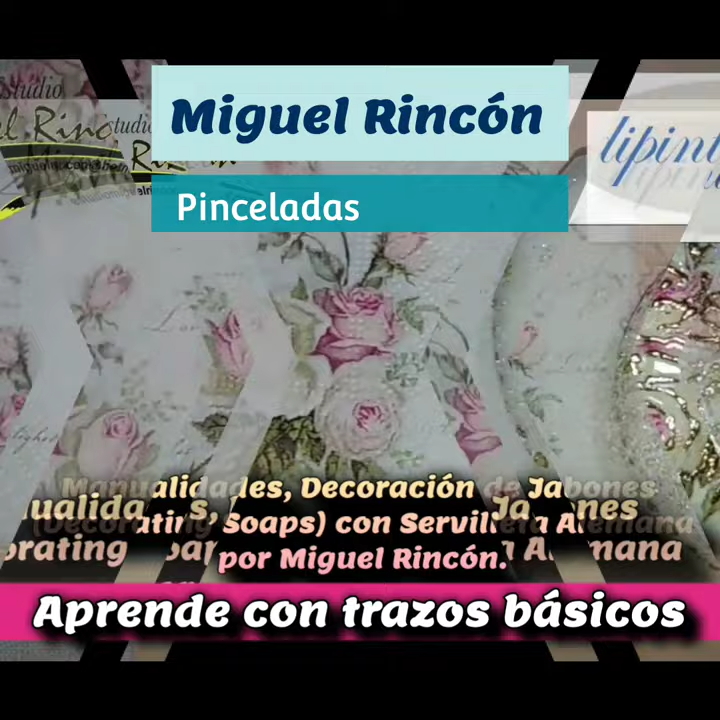 Miguel Rincón
Pinceladas
Studio
Manualidades, Decoración de Jabones
(Decorating Soaps) con Servilleta Alemana
por Miguel Rincón.
Aprende con trazos básicos